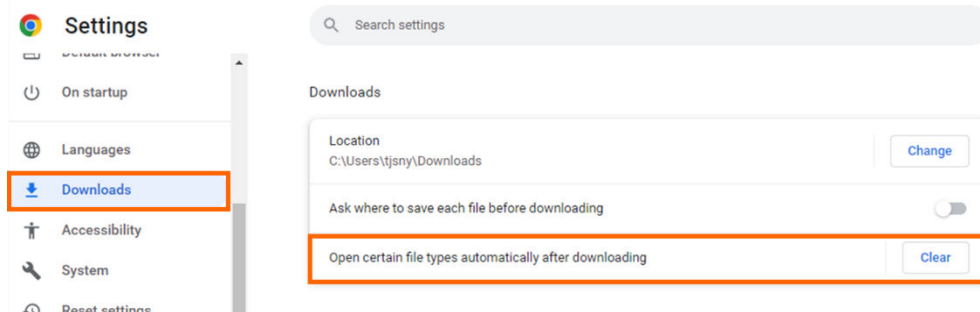 Settings
Search settings
Default browser
On startup
Downloads
Location
C:\Users\tjsny\Downloads
Change
Languages
Downloads
Ask where to save each file before downloading
Accessibility
Open certain file types automatically after downloading
Clear
System
Reset settings